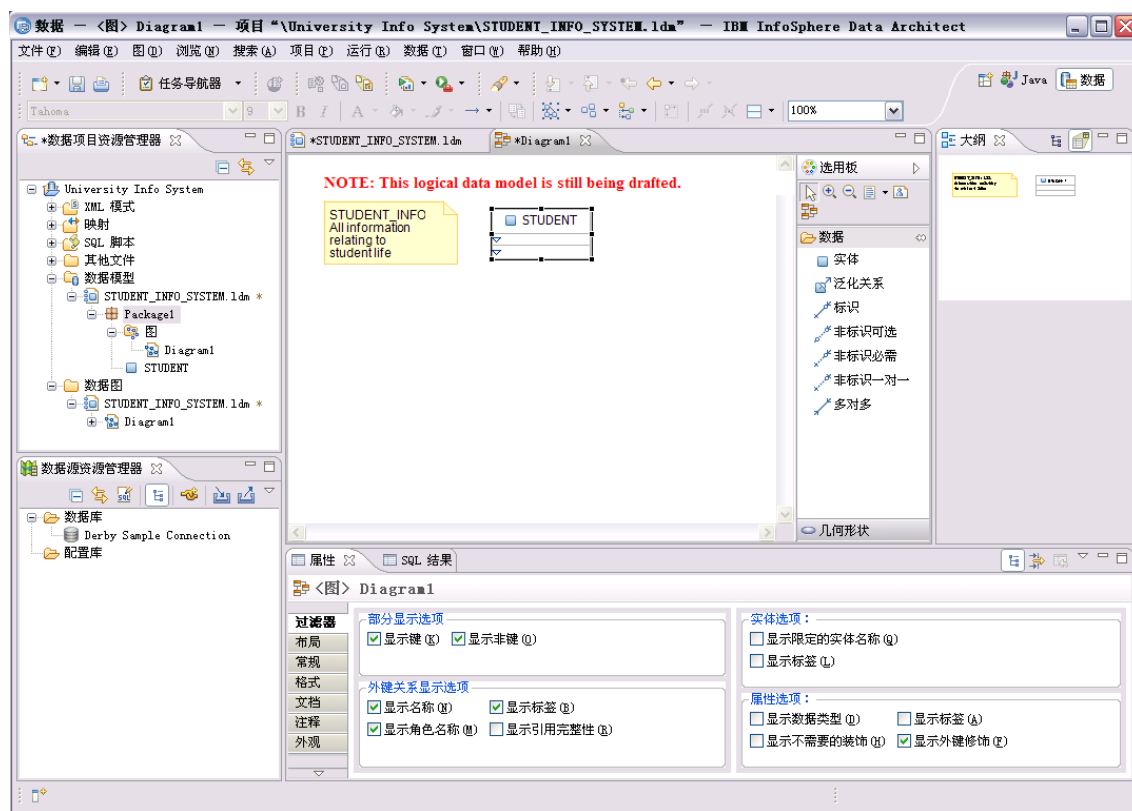 数据 — <图> Diagram1 — 项目“\University Info System\STUDENT_INFO_SYSTEM.ldm” — IBM InfoSphere Data Architect
文件(F) 编辑(E) 图(D) 浏览(N) 搜索(A) 项目(P) 运行(R) 数据(T) 窗口(W) 帮助(H)
任务导航器
Java
数据
Tahoma
9
B I A
100%
*数据项目资源管理器
University Info System
XML 模式
映射
SQL 脚本
其他文件
数据模型
STUDENT_INFO_SYSTEM.ldm *
Package1
图
Diagram1
STUDENT
数据图
STUDENT_INFO_SYSTEM.ldm *
Diagram1
数据源资源管理器
SQL
数据库
Derby Sample Connection
配置库
*STUDENT_INFO_SYSTEM.ldm
*Diagram1
NOTE: This logical data model is still being drafted.
STUDENT_INFO
All information
relating to
student life
STUDENT
选用板
数据
实体
泛化关系
标识
非标识可选
非标识必需
非标识一对一
多对多
几何形状
大纲
属性
SQL 结果
<图> Diagram1
过滤器
布局
常规
格式
文档
注释
外观
部分显示选项
显示键(K) 显示非键(O)
外键关系显示选项
显示名称(N) 显示标签(B)
显示角色名称(M) 显示引用完整性(R)
实体选项：
显示限定的实体名称(Q)
显示标签(L)
属性选项：
显示数据类型(D) 显示标签(A)
显示不需要的装饰(H) 显示外键修饰(F)